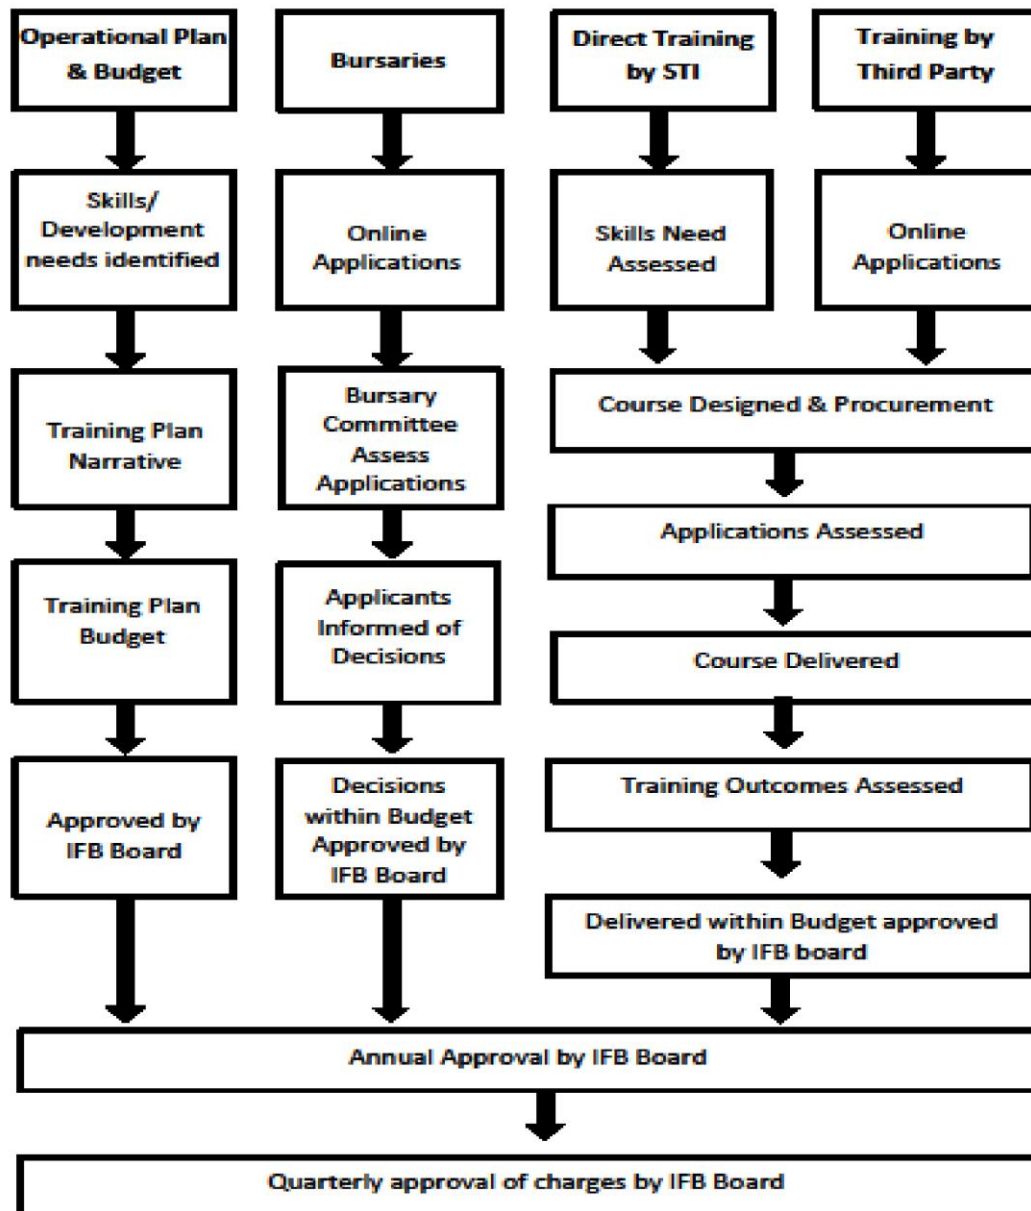 Operational Plan
& Budget
Bursaries
Direct Training
by STI
Training by
Third Party
Skills/
Development
needs identified
Online
Applications
Skills Need
Assessed
Online
Applications
Training Plan
Narrative
Bursary
Committee
Assess
Applications
Course Designed & Procurement
Applications Assessed
Training Plan
Budget
Applicants
Informed of
Decisions
Course Delivered
Approved by
IFB Board
Decisions
within Budget
Approved by
IFB Board
Training Outcomes Assessed
Delivered within Budget approved
by IFB board
Annual Approval by IFB Board
Quarterly approval of charges by IFB Board